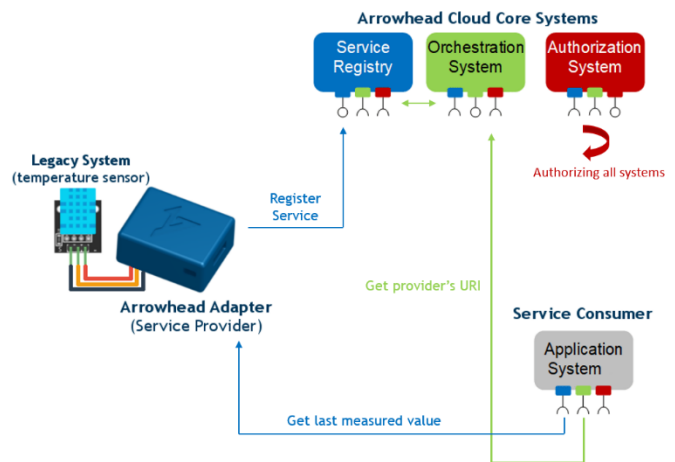 Arrowhead Cloud Core Systems
Service
Registry
Orchestration
System
Authorization
System
Authorizing all systems
Legacy System
(temperature sensor)
Register
Service
Arrowhead Adapter
(Service Provider)
Get provider's URI
Service Consumer
Application
System
Get last measured value